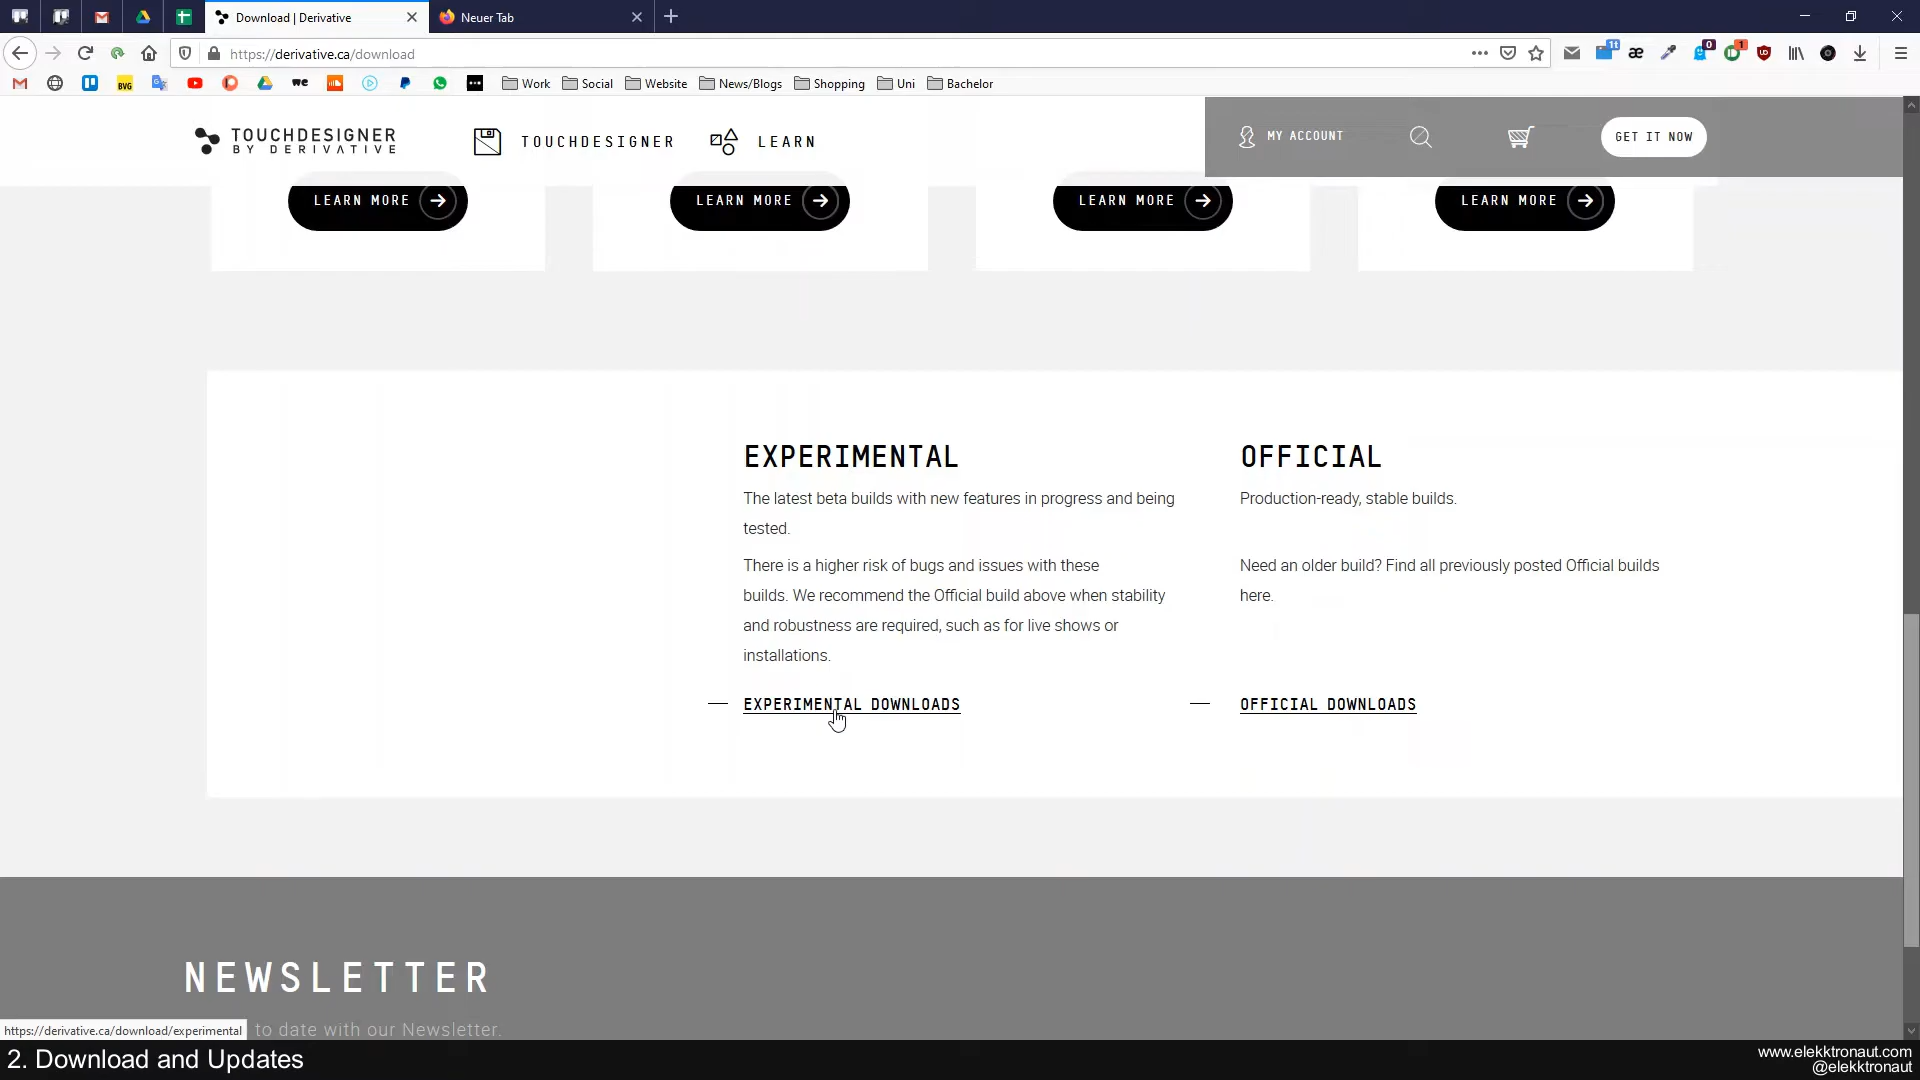 Download | Derivative
Neuer Tab
https://derivative.ca/download
1t
æ
0
1
BVG
we
Work
Social
Website
News/Blogs
Shopping
Uni
Bachelor
TOUCHDESIGNER
BY DERIVATIVE
TOUCHDESIGNER
LEARN
MY ACCOUNT
GET IT NOW
LEARN MORE
LEARN MORE
LEARN MORE
LEARN MORE
EXPERIMENTAL
The latest beta builds with new features in progress and being
tested.
There is a higher risk of bugs and issues with these
builds. We recommend the Official build above when stability
and robustness are required, such as for live shows or
installations.
EXPERIMENTAL DOWNLOADS
OFFICIAL
Production-ready, stable builds.
Need an older build? Find all previously posted Official builds
here.
OFFICIAL DOWNLOADS
NEWSLETTER
to date with our Newsletter.
https://derivative.ca/download/experimental
2. Download and Updates
www.elekktronaut.com
@elekktronaut